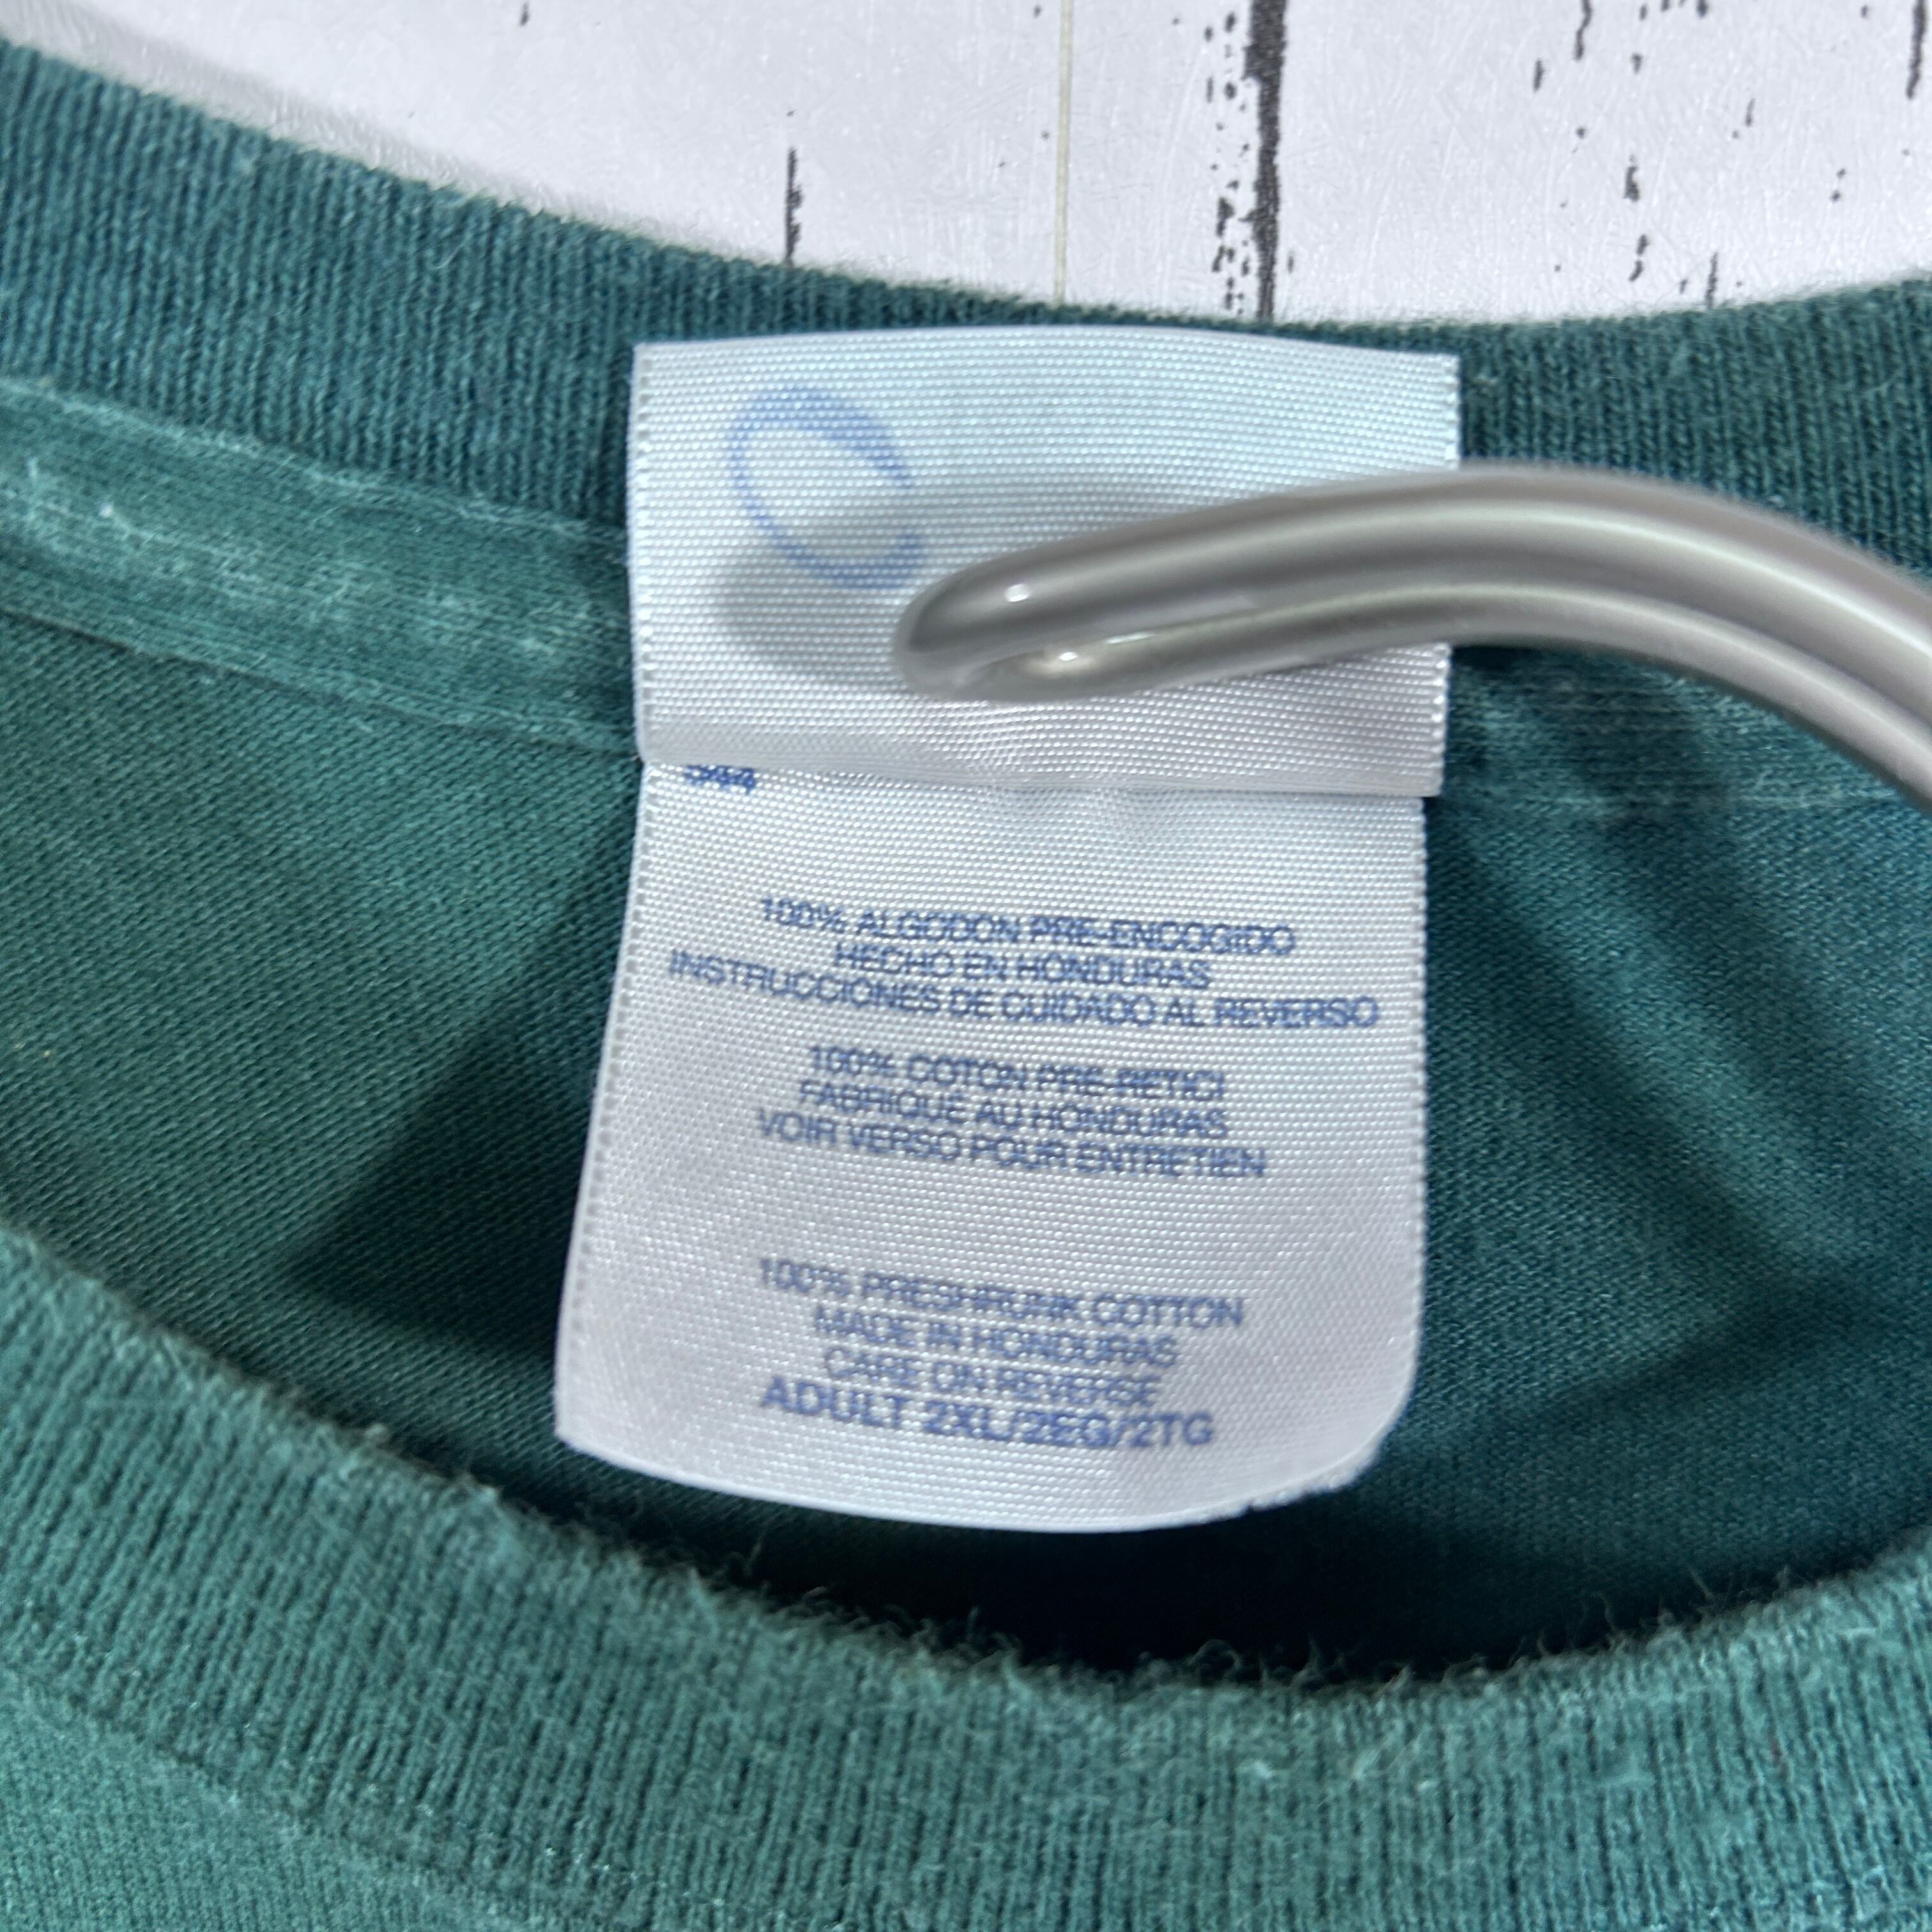 100% ALGODON PRE-ENCOGIDO
HECHO EN HONDURAS
INSTRUCCIONES DE CUIDADO AL REVERSO
100% COTON PRE-RETICI
FABRIQUE AU HONDURAS
VOIR VERSO POUR ENTRETIEN
100% PRESHRUNK COTTON
MADE IN HONDURAS
CARE ON REVERSE
ADULT 2XL/2EG/2TG